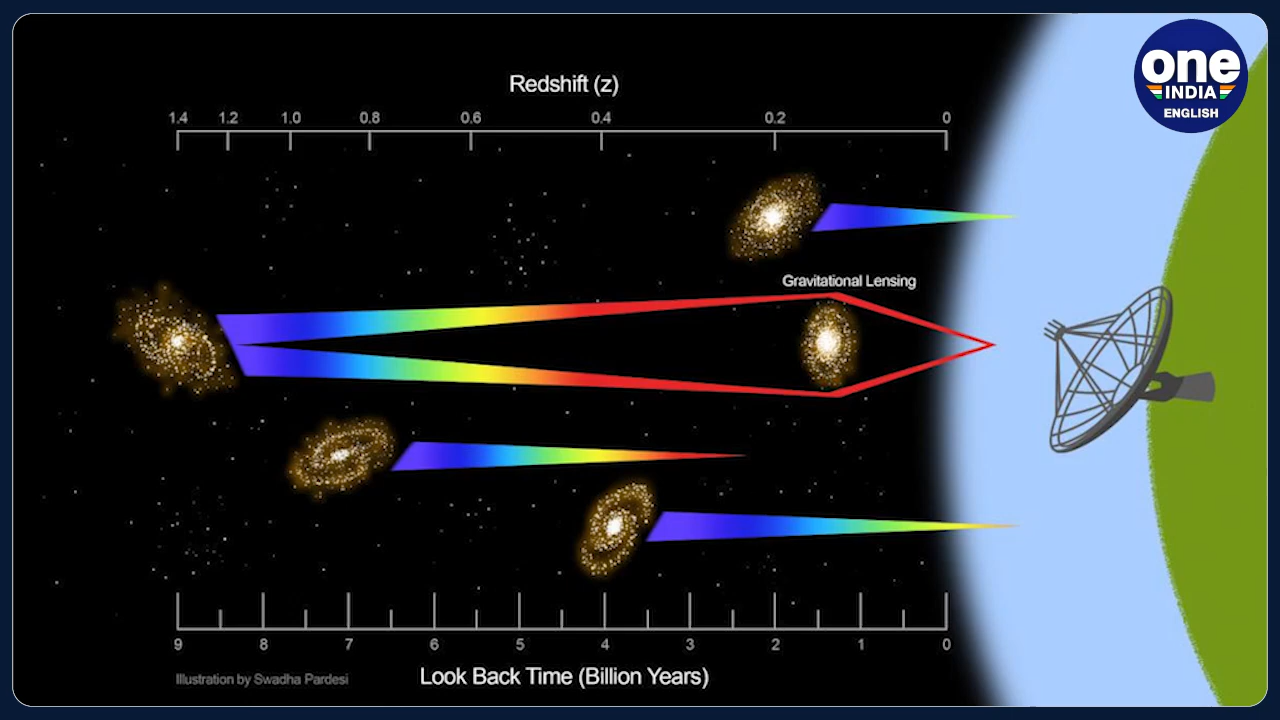 one
INDIA
ENGLISH
Redshift (z)
1.4 1.2 1.0 0.8 0.6 0.4 0.2 0
Gravitational Lensing
9 8 7 6 5 4 3 2 1 0
Illustration by Swadha Pardesi
Look Back Time (Billion Years)